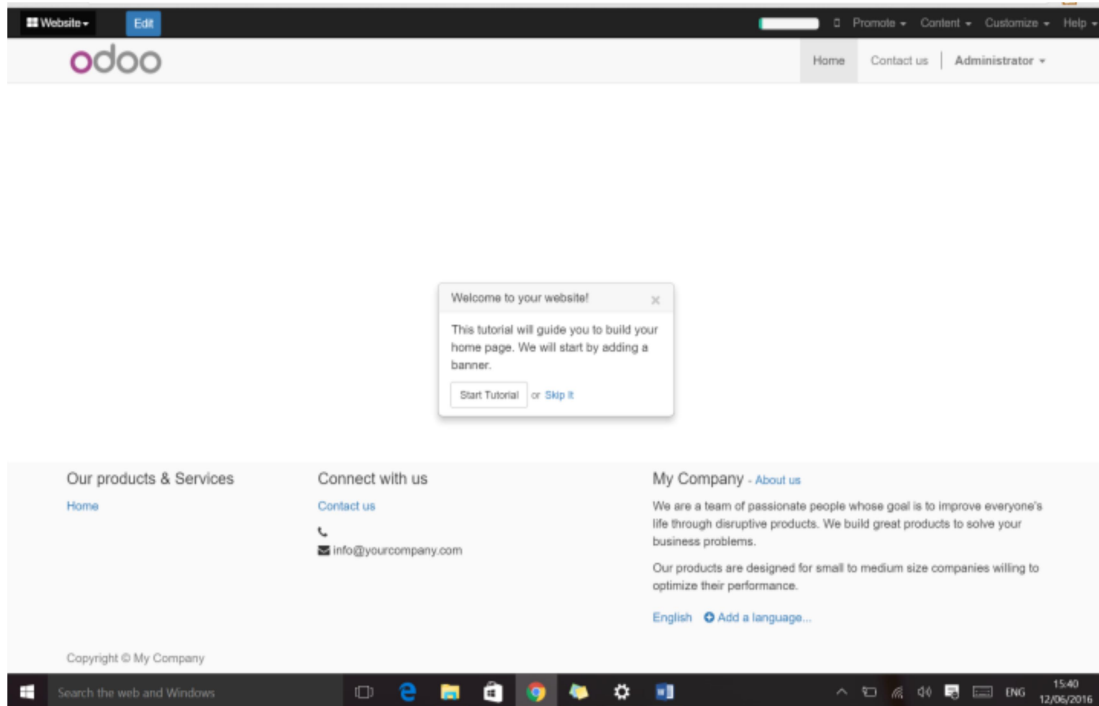 Website
Edit
Promote
Content
Customize
Help
odoo
Home
Contact us
Administrator
Welcome to your website!
×
This tutorial will guide you to build your
home page. We will start by adding a
banner.
Start Tutorial or Skip It
Our products & Services
Home
Connect with us
Contact us
info@yourcompany.com
My Company - About us
We are a team of passionate people whose goal is to improve everyone's
life through disruptive products. We build great products to solve your
business problems.
Our products are designed for small to medium size companies willing to
optimize their performance.
English Add a language...
Copyright © My Company
Search the web and Windows
ENG
15:40
12/06/2016